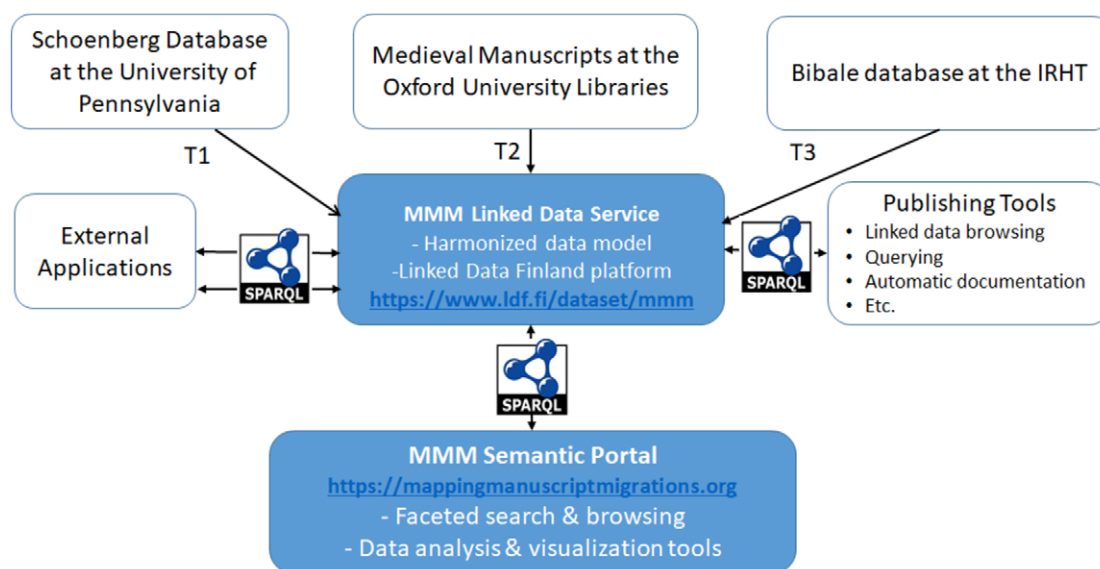 Schoenberg Database
at the University of
Pennsylvania
Medieval Manuscripts at the
Oxford University Libraries
Bibale database at the IRHT
T1
T2
T3
External
Applications
SPARQL
MMM Linked Data Service
- Harmonized data model
-Linked Data Finland platform
https://www.ldf.fi/dataset/mmm
SPARQL
Publishing Tools
• Linked data browsing
• Querying
• Automatic documentation
• Etc.
SPARQL
MMM Semantic Portal
https://mappingmanuscriptmigrations.org
- Faceted search & browsing
- Data analysis & visualization tools